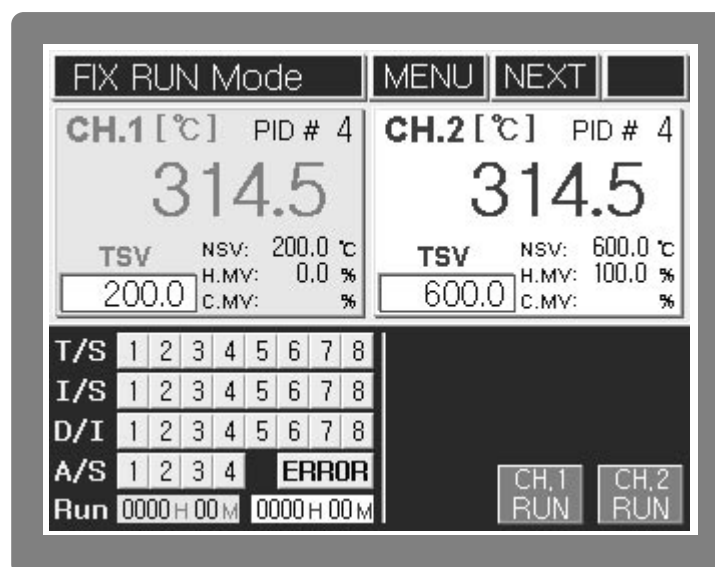 FIX RUN Mode MENU NEXT
CH.1 [℃] PID # 4
314.5
TSV NSV: 200.0 ℃
200.0 H.MV: 0.0 %
C.MV: %
CH.2 [℃] PID # 4
314.5
TSV NSV: 600.0 ℃
600.0 H.MV: 100.0 %
C.MV: %
T/S 1 2 3 4 5 6 7 8
I/S 1 2 3 4 5 6 7 8
D/I 1 2 3 4 5 6 7 8
A/S 1 2 3 4 ERROR
Run 0000 H 00 M 0000 H 00 M
CH,1 RUN
CH,2 RUN